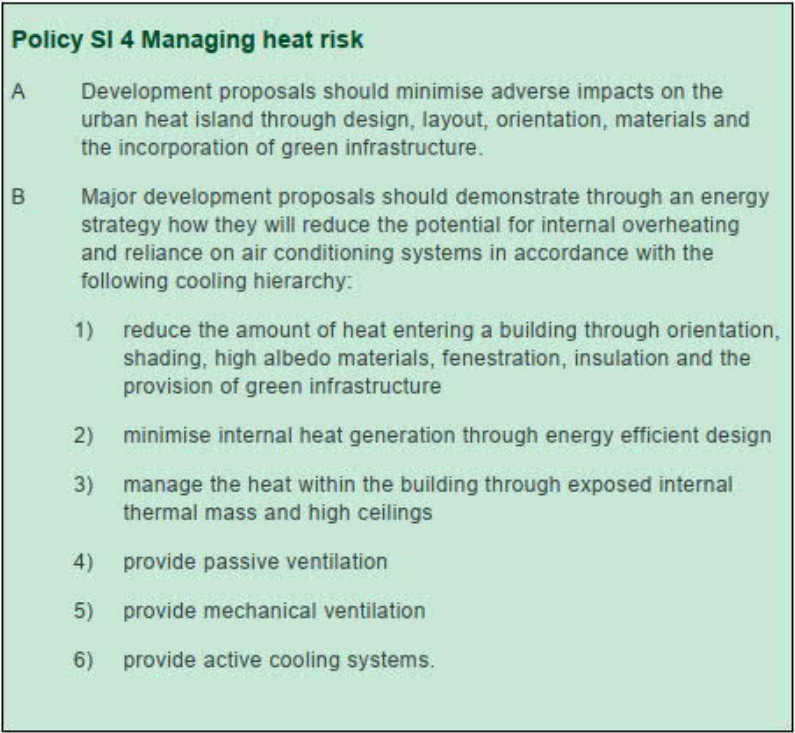 Policy SI 4 Managing heat risk
A Development proposals should minimise adverse impacts on the
urban heat island through design, layout, orientation, materials and
the incorporation of green infrastructure.
B Major development proposals should demonstrate through an energy
strategy how they will reduce the potential for internal overheating
and reliance on air conditioning systems in accordance with the
following cooling hierarchy:
1) reduce the amount of heat entering a building through orientation,
shading, high albedo materials, fenestration, insulation and the
provision of green infrastructure
2) minimise internal heat generation through energy efficient design
3) manage the heat within the building through exposed internal
thermal mass and high ceilings
4) provide passive ventilation
5) provide mechanical ventilation
6) provide active cooling systems.